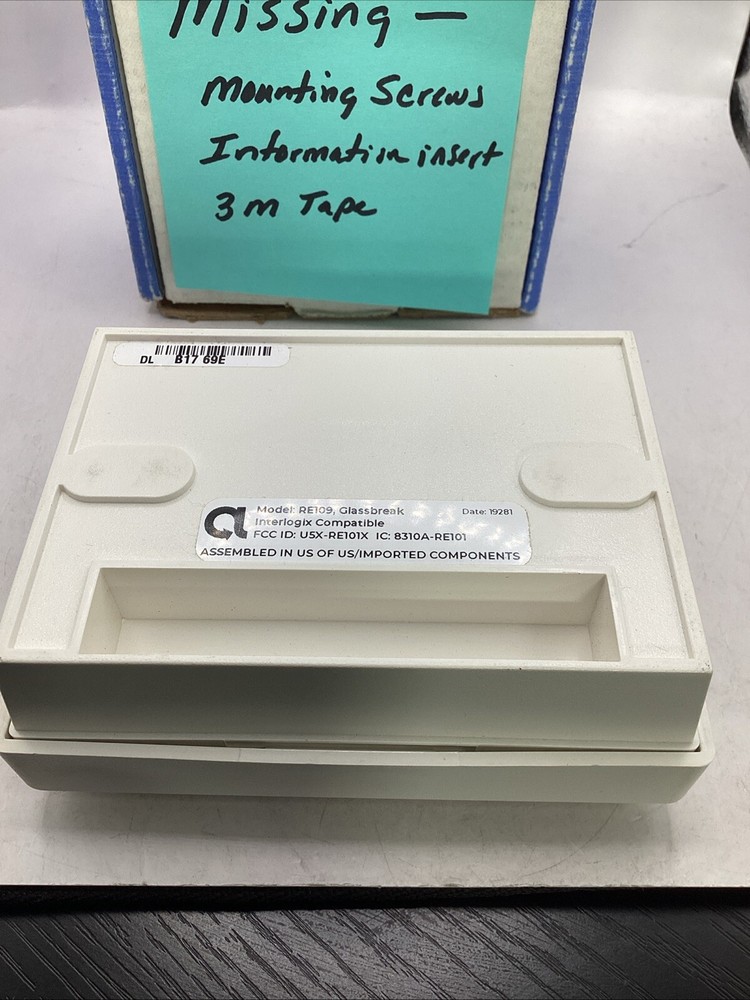 Missing —
Mounting Screws
Information insert
3m Tape
DL B17 69E
Model: RE109, Glassbreak Date: 19281
Interlogix Compatible
FCC ID: U5X-RE101X IC: 8310A-RE101
ASSEMBLED IN US OF US/IMPORTED COMPONENTS